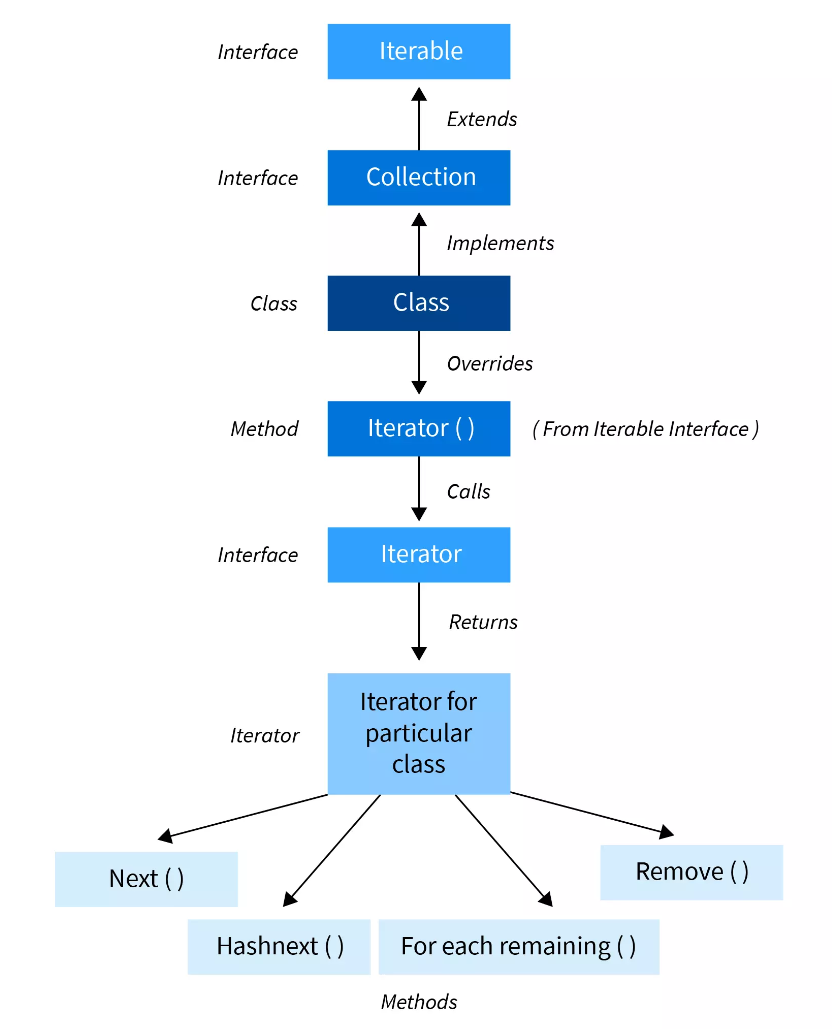 Interface Iterable
Extends
Interface Collection
Implements
Class Class
Overrides
Method Iterator ( ) ( From Iterable Interface )
Calls
Interface Iterator
Returns
Iterator for
Iterator particular
class
Next ( ) Remove ( )
Hashnext ( ) For each remaining ( )
Methods